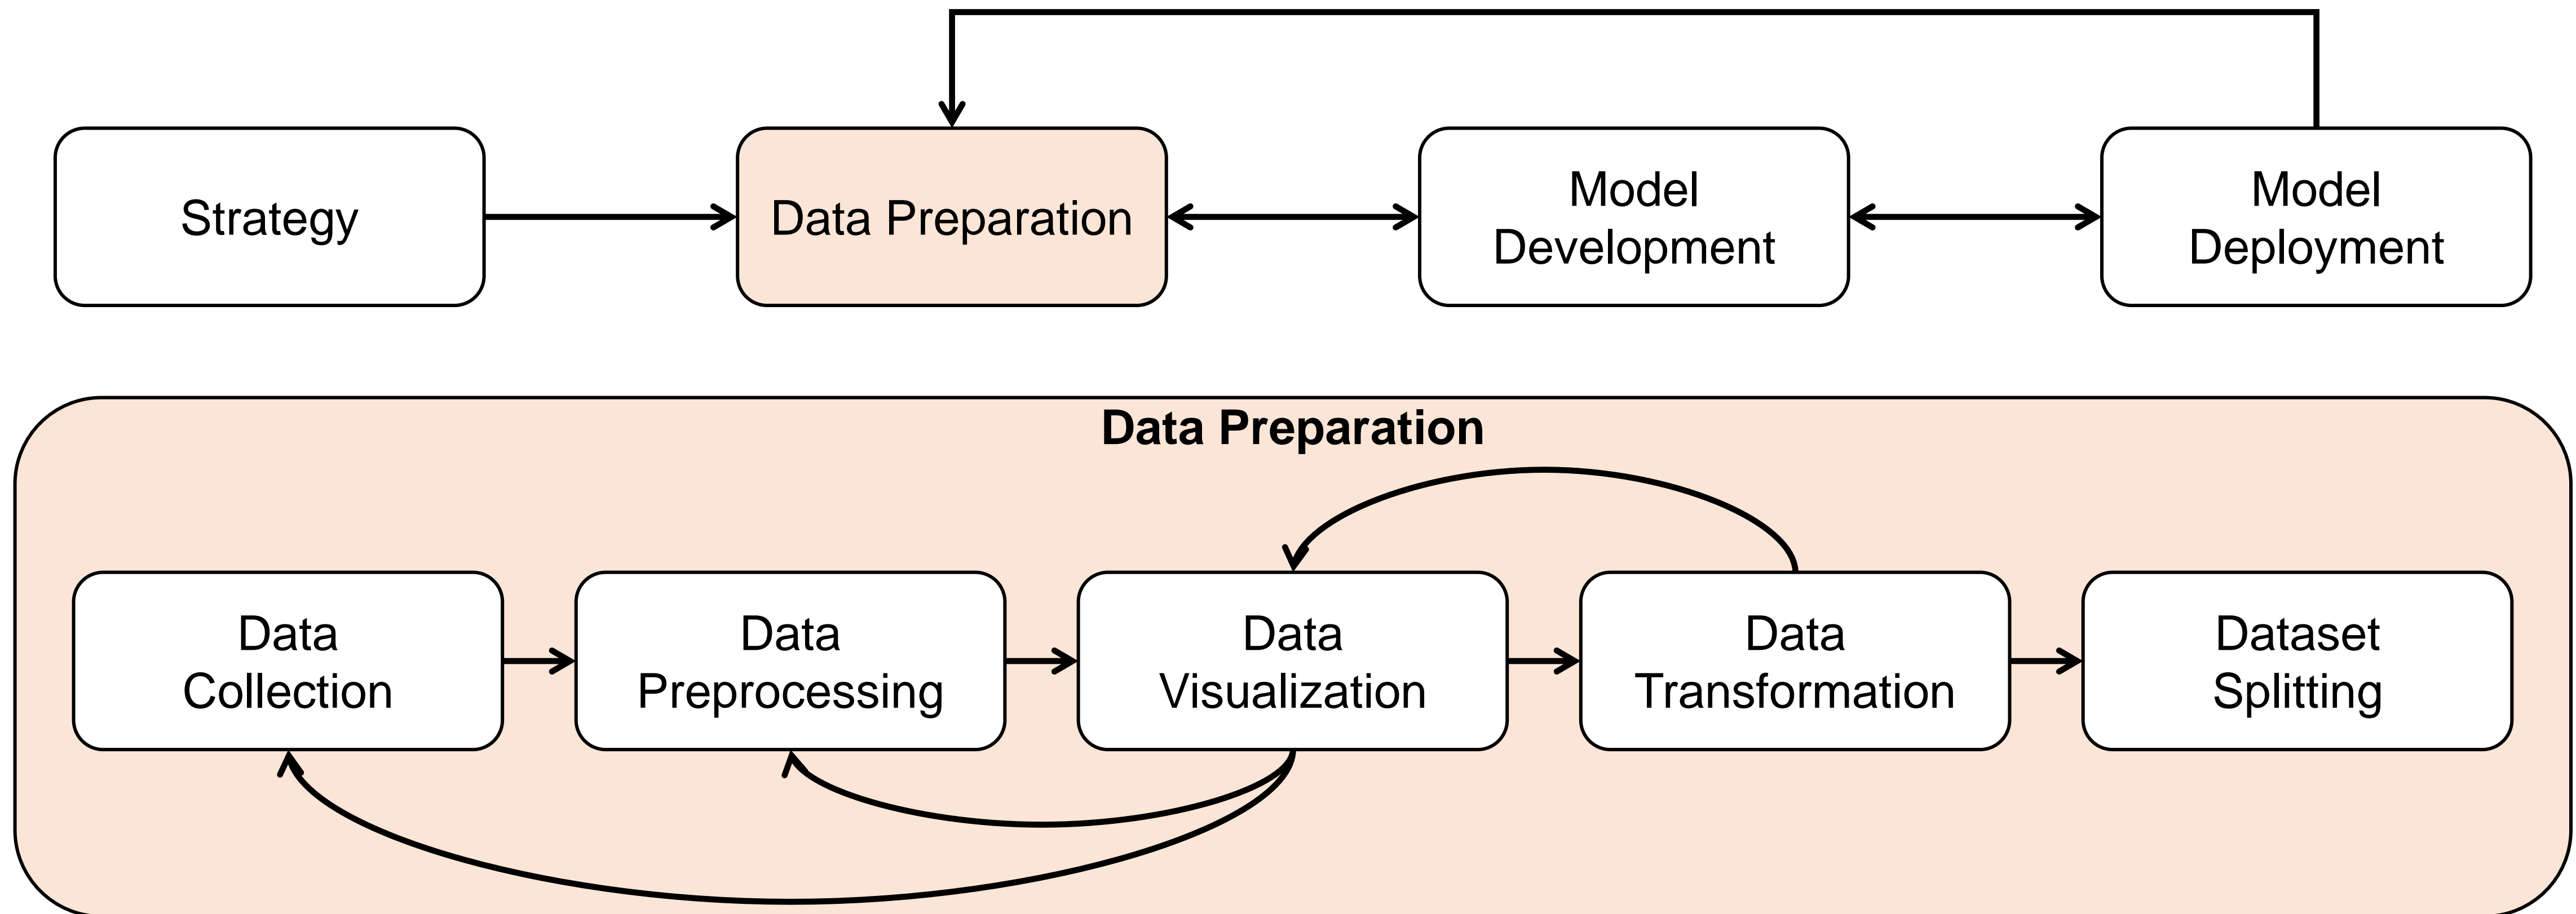 Strategy
Data Preparation
Model
Development
Model
Deployment
Data Preparation
Data
Collection
Data
Preprocessing
Data
Visualization
Data
Transformation
Dataset
Splitting